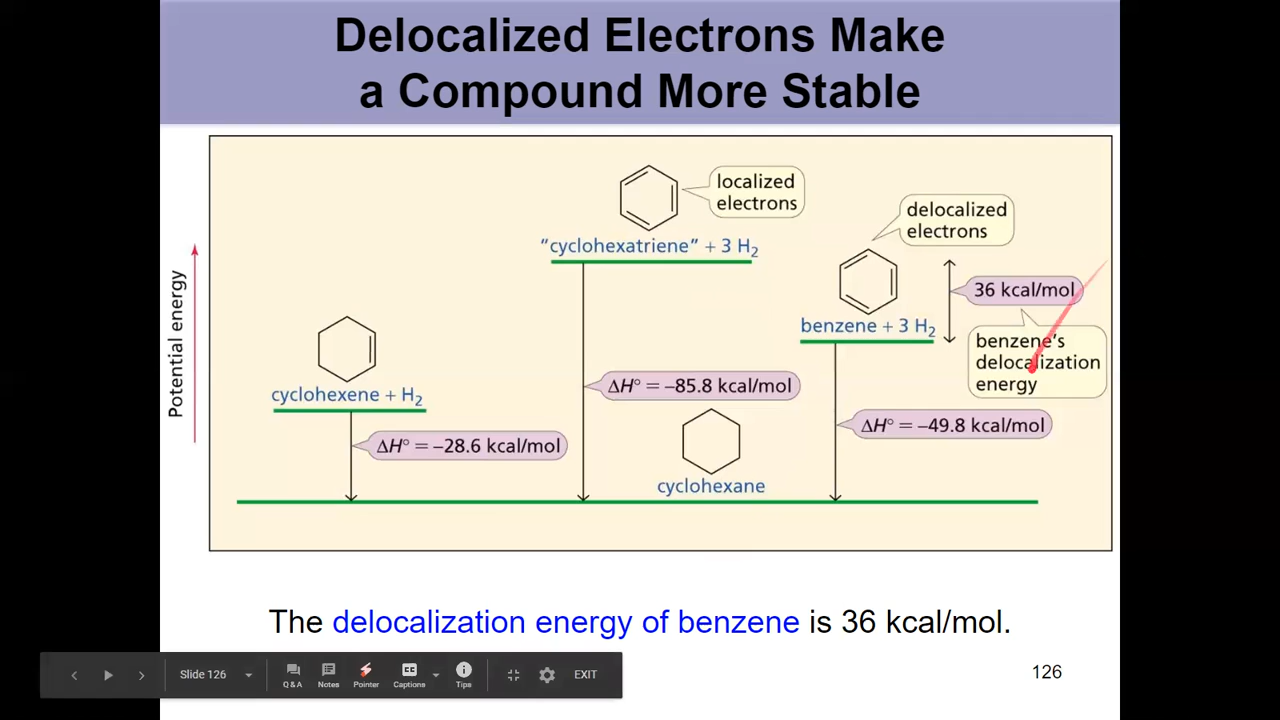 Delocalized Electrons Make
a Compound More Stable
Potential energy
localized
electrons
"cyclohexatriene" + 3 H₂
delocalized
electrons
36 kcal/mol
benzene + 3 H₂
benzene's
delocalization
energy
cyclohexene + H₂
ΔH° = –85.8 kcal/mol
ΔH° = –49.8 kcal/mol
ΔH° = –28.6 kcal/mol
cyclohexane
The delocalization energy of benzene is 36 kcal/mol.
Slide 126
Q & A
Notes
Pointer
Captions
Tips
EXIT
126